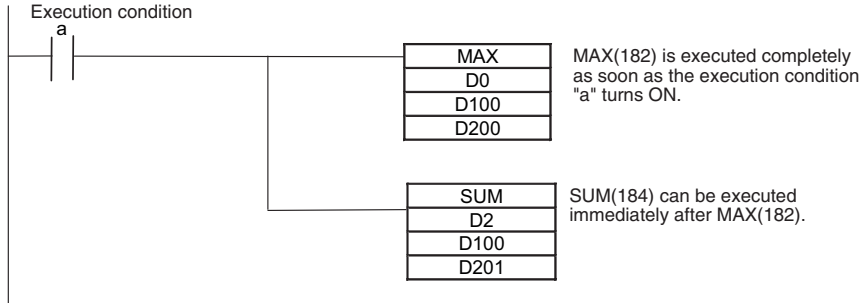 Execution condition
a
MAX
D0
D100
D200
MAX(182) is executed completely
as soon as the execution condition
"a" turns ON.
SUM
D2
D100
D201
SUM(184) can be executed
immediately after MAX(182).